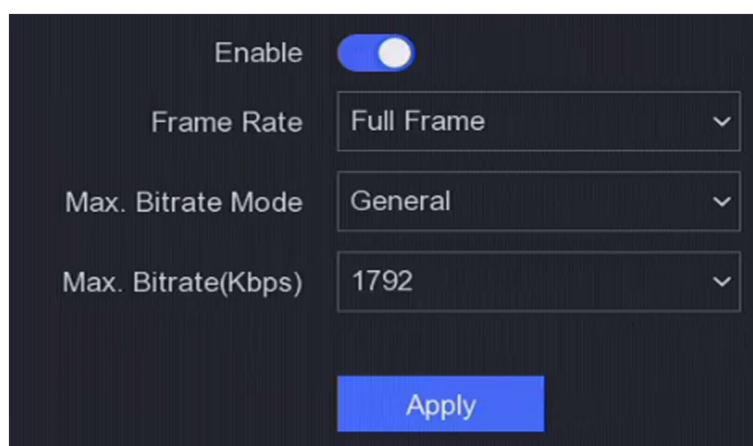 Enable
Frame Rate Full Frame
Max. Bitrate Mode General
Max. Bitrate(Kbps) 1792
Apply